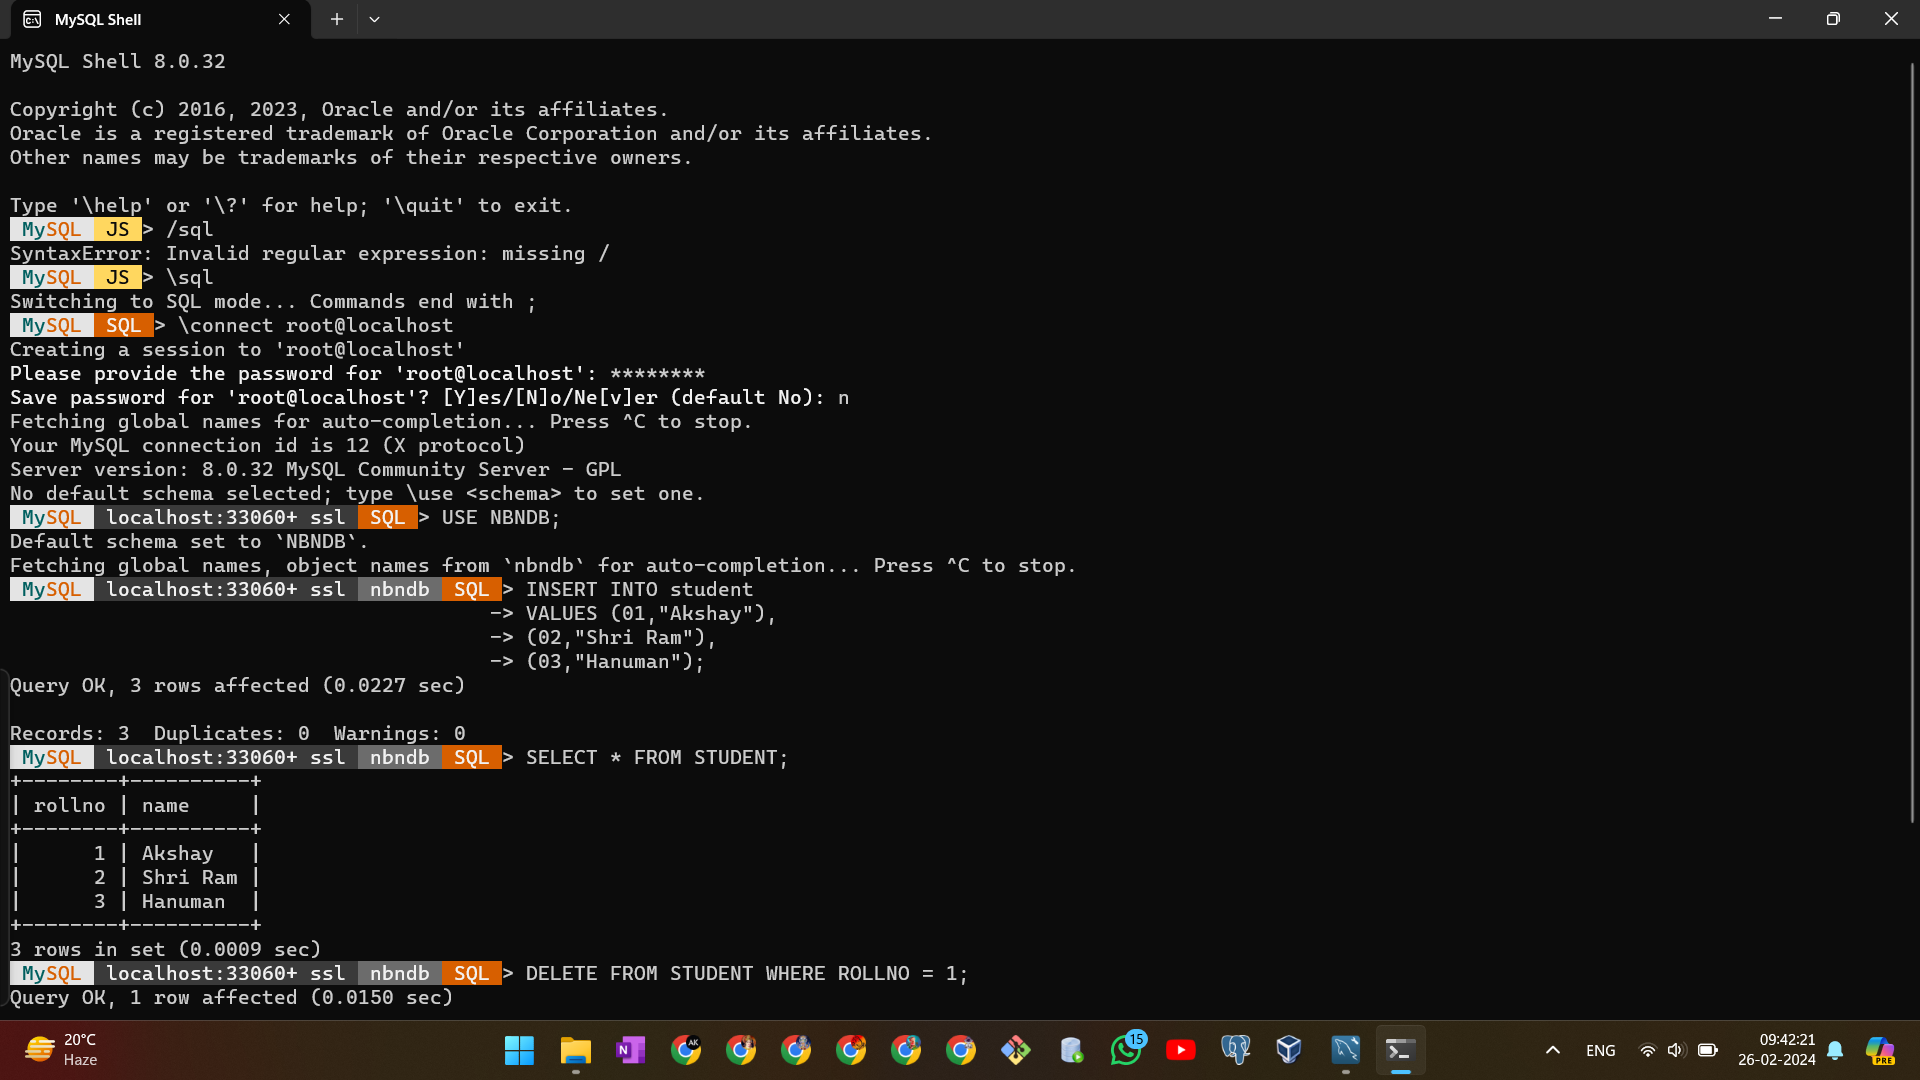 MySQL Shell
MySQL Shell 8.0.32
Copyright (c) 2016, 2023, Oracle and/or its affiliates.
Oracle is a registered trademark of Oracle Corporation and/or its affiliates.
Other names may be trademarks of their respective owners.
Type '\help' or '\?' for help; '\quit' to exit.
MySQL JS > /sql
SyntaxError: Invalid regular expression: missing /
MySQL JS > \sql
Switching to SQL mode... Commands end with ;
MySQL SQL > \connect root@localhost
Creating a session to 'root@localhost'
Please provide the password for 'root@localhost': ********
Save password for 'root@localhost'? [Y]es/[N]o/Ne[v]er (default No): n
Fetching global names for auto-completion... Press ^C to stop.
Your MySQL connection id is 12 (X protocol)
Server version: 8.0.32 MySQL Community Server - GPL
No default schema selected; type \use <schema> to set one.
MySQL localhost:33060+ ssl SQL > USE NBNDB;
Default schema set to `NBNDB`.
Fetching global names, object names from `nbndb` for auto-completion... Press ^C to stop.
MySQL localhost:33060+ ssl nbndb SQL > INSERT INTO student
-> VALUES (01,"Akshay"),
-> (02,"Shri Ram"),
-> (03,"Hanuman");
Query OK, 3 rows affected (0.0227 sec)
Records: 3  Duplicates: 0  Warnings: 0
MySQL localhost:33060+ ssl nbndb SQL > SELECT * FROM STUDENT;
+--------+----------+
| rollno | name     |
+--------+----------+
|      1 | Akshay   |
|      2 | Shri Ram |
|      3 | Hanuman  |
+--------+----------+
3 rows in set (0.0009 sec)
MySQL localhost:33060+ ssl nbndb SQL > DELETE FROM STUDENT WHERE ROLLNO = 1;
Query OK, 1 row affected (0.0150 sec)
20°C
Haze
N
AK
15
ENG
09:42:21
26-02-2024
PRE